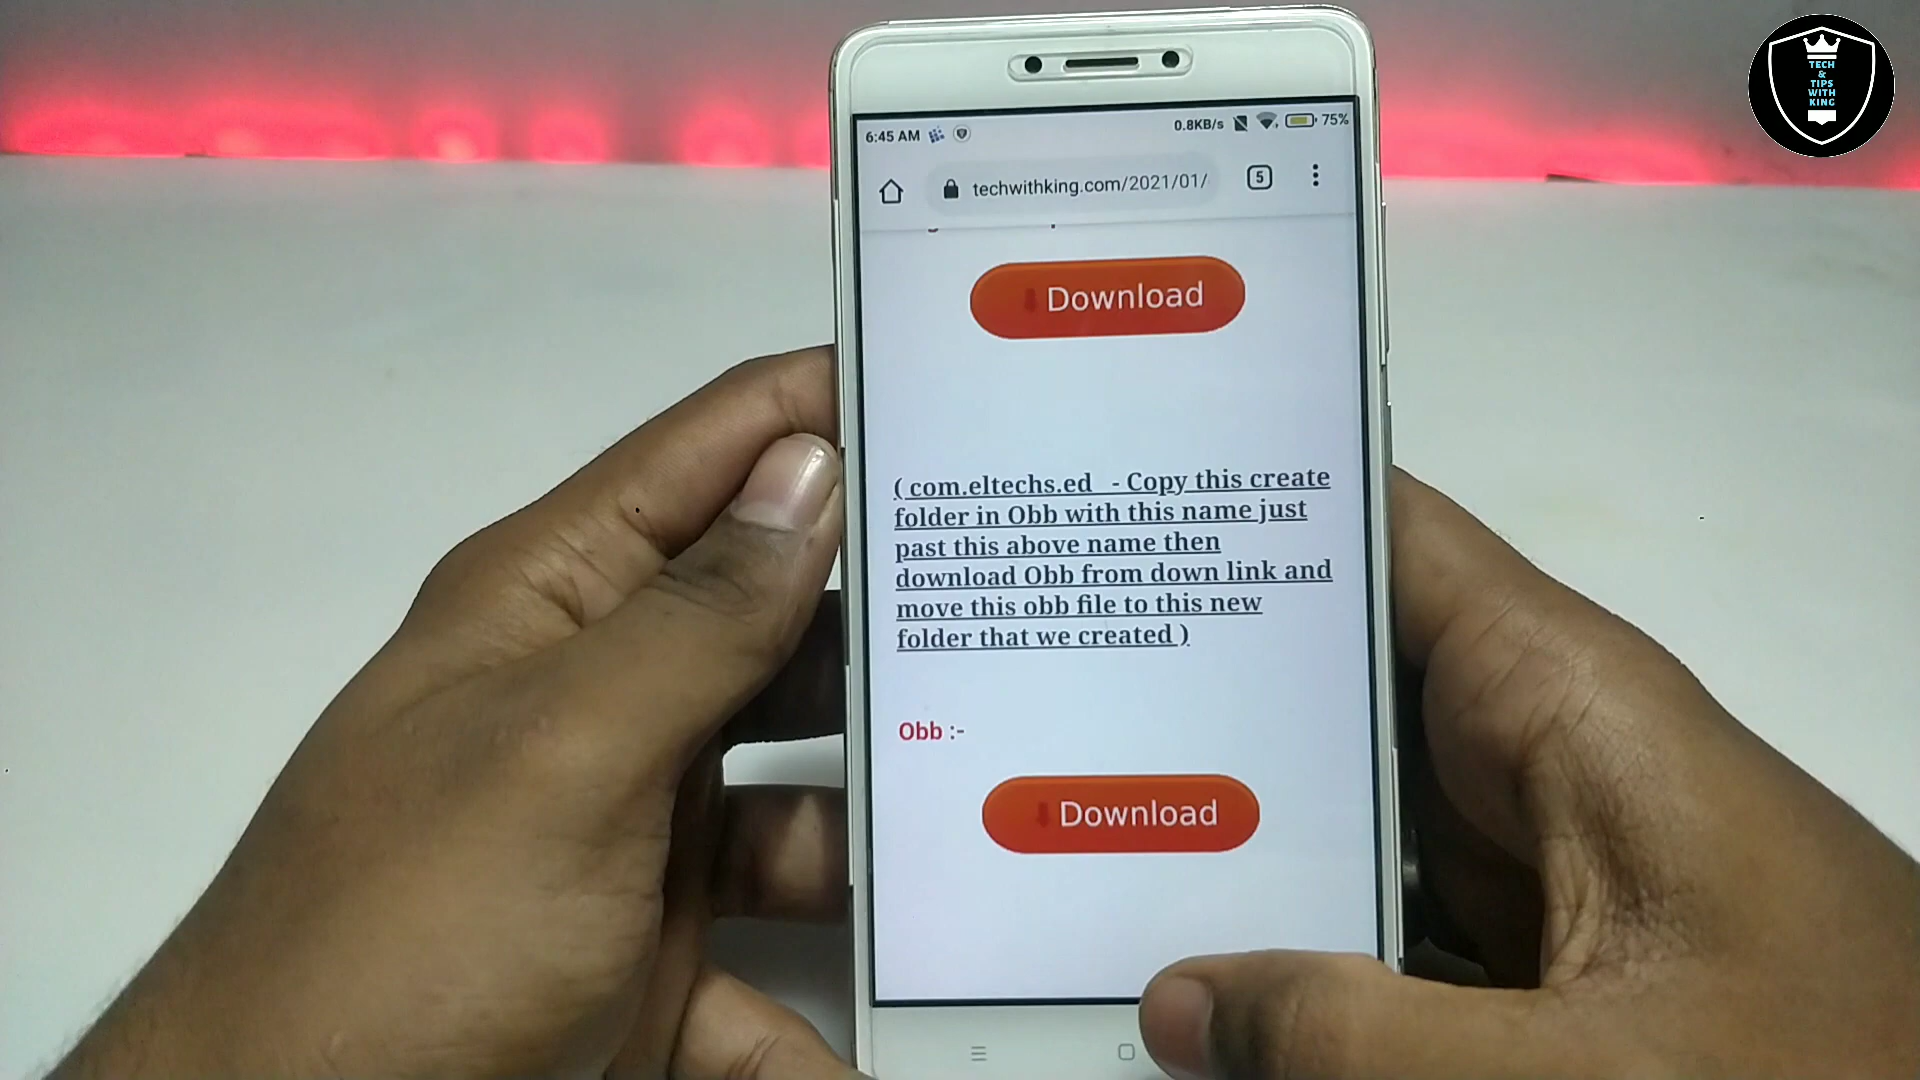 TECH
&
TIPS
WITH
KING
6:45 AM 0.8KB/s 75%
techwithking.com/2021/01/
5
Download
( com.eltechs.ed - Copy this create
folder in Obb with this name just
past this above name then
download Obb from down link and
move this obb file to this new
folder that we created )
Obb :-
Download